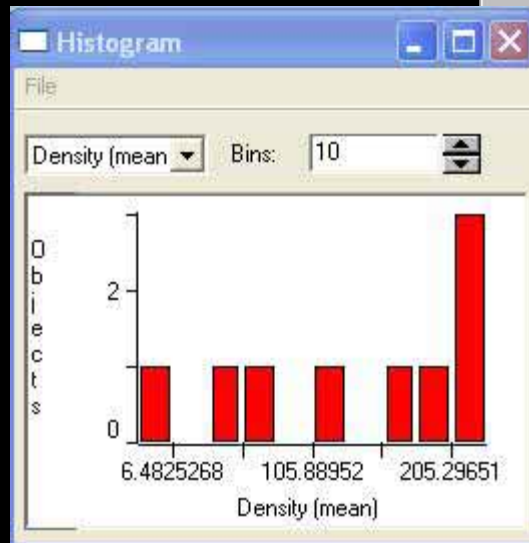 Histogram
File
Density (mean Bins: 10
Objects
2
0
6.4825268 105.88952 205.29651
Density (mean)